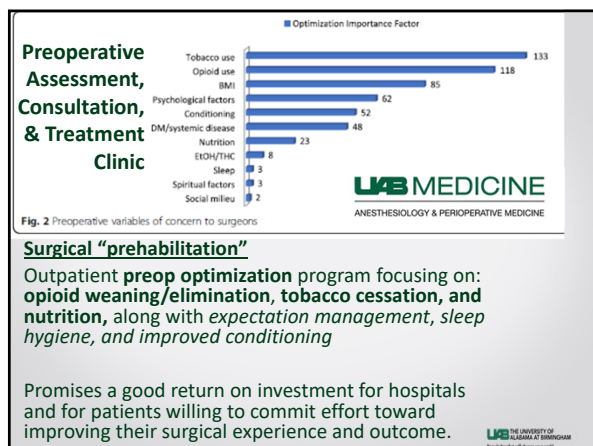 Optimization Importance Factor
Preoperative
Assessment,
Consultation,
& Treatment
Clinic
Tobacco use 133
Opioid use 118
BMI 85
Psychological factors 62
Conditioning 52
DM/systemic disease 48
Nutrition 23
EtOH/THC 8
Sleep 3
Spiritual factors 3
Social milieu 2
UAB MEDICINE
ANESTHESIOLOGY & PERIOPERATIVE MEDICINE
Fig. 2 Preoperative variables of concern to surgeons
Surgical “prehabilitation”
Outpatient preop optimization program focusing on:
opioid weaning/elimination, tobacco cessation, and
nutrition, along with expectation management, sleep
hygiene, and improved conditioning
Promises a good return on investment for hospitals
and for patients willing to commit effort toward
improving their surgical experience and outcome.
UAB THE UNIVERSITY OF
ALABAMA AT BIRMINGHAM